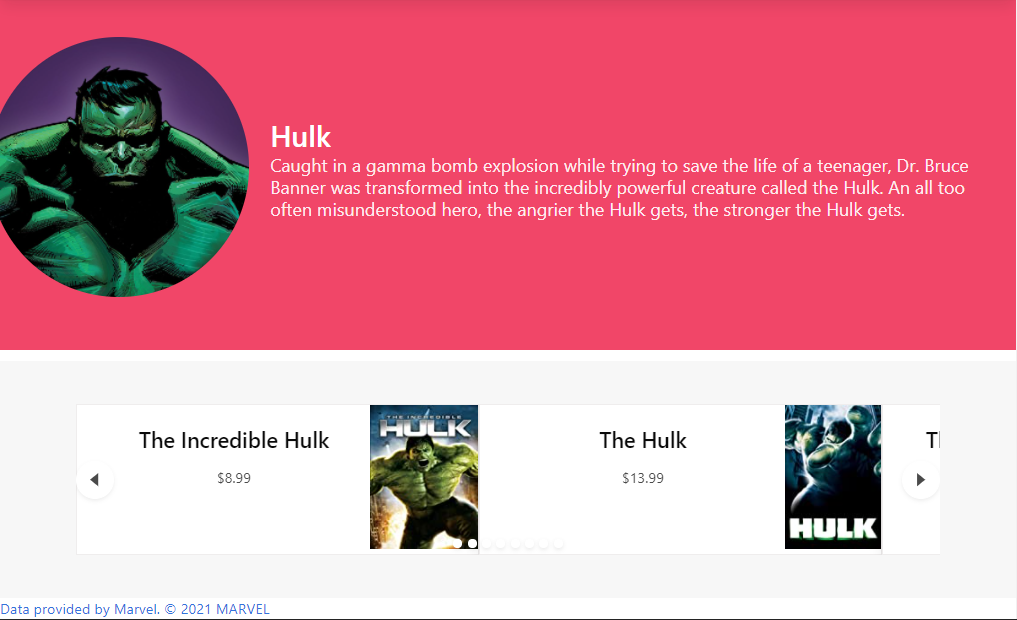 Hulk
Caught in a gamma bomb explosion while trying to save the life of a teenager, Dr. Bruce
Banner was transformed into the incredibly powerful creature called the Hulk. An all too
often misunderstood hero, the angrier the Hulk gets, the stronger the Hulk gets.
The Incredible Hulk
$8.99
THE INCREDIBLE
HULK
The Hulk
$13.99
HULK
Data provided by Marvel. © 2021 MARVEL